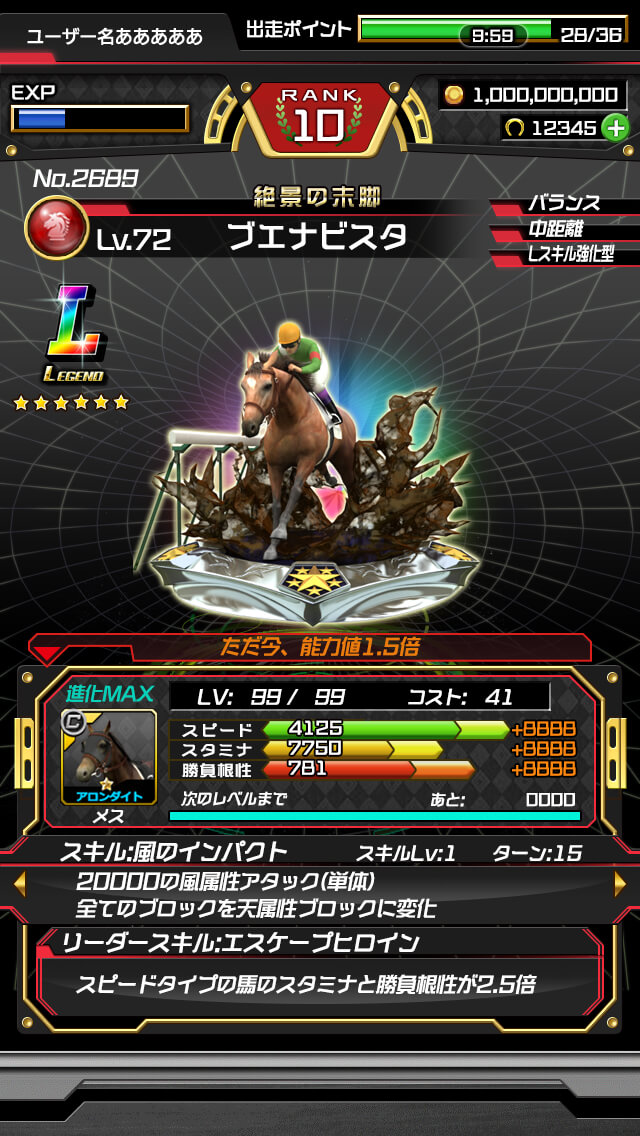 ユーザー名あああああ
出走ポイント
9:59
28/36
EXP
RANK
10
1,000,000,000
12345
No.2689
絶景の末脚
Lv.72
ブエナビスタ
バランス
中距離
Lスキル強化型
L
LEGEND
ただ今、能力値1.5倍
進化MAX
LV: 99 / 99 コスト: 41
C
スピード 4125 +8888
スタミナ 7750 +8888
勝負根性 781 +8888
アロンダイト
メス
次のレベルまで あと: 0000
スキル:風のインパクト スキルLv:1 ターン:15
20000の風属性アタック(単体)
全てのブロックを天属性ブロックに変化
リーダースキル:エスケープヒロイン
スピードタイプの馬のスタミナと勝負根性が2.5倍